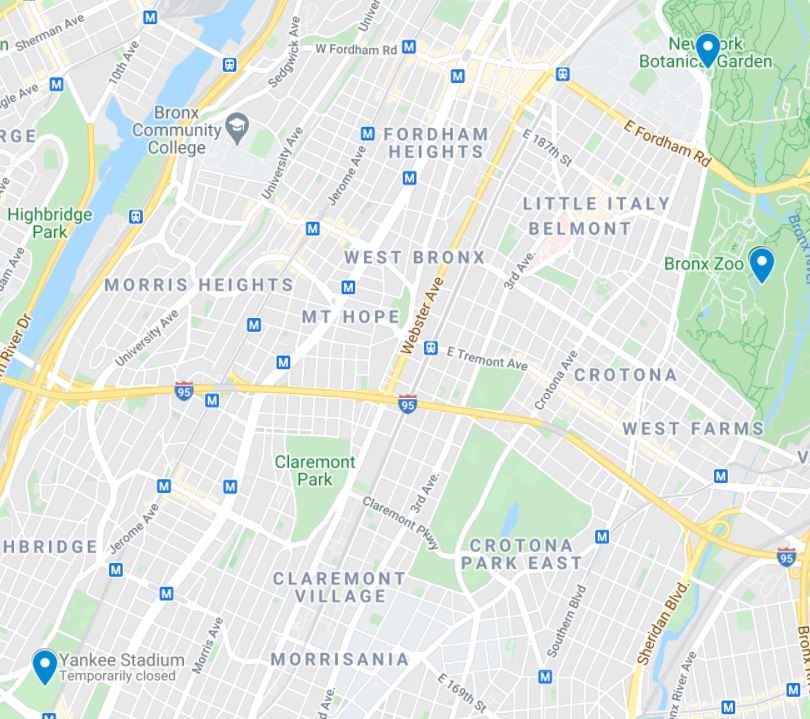 Sherman Ave
10th Ave
Sedgwick Ave
W Fordham Rd
New York
Botanical Garden
Bronx
Community
College
University Ave
Jerome Ave
FORDHAM
HEIGHTS
E 187th St
E Fordham Rd
Highbridge
Park
LITTLE ITALY
BELMONT
WEST BRONX
3rd Ave.
Bronx Zoo
MORRIS HEIGHTS
MT HOPE
Webster Ave
University Ave
E Tremont Ave
Crotona Ave
CROTONA
95
95
WEST FARMS
Claremont
Park
3rd Ave.
Claremont Pkwy
Jerome Ave
HBRIDGE
CROTONA
PARK EAST
95
CLAREMONT
VILLAGE
Southern Blvd
Sheridan Blvd.
Morris Ave
Yankee Stadium
Temporarily closed
MORRISANIA
E 169th St